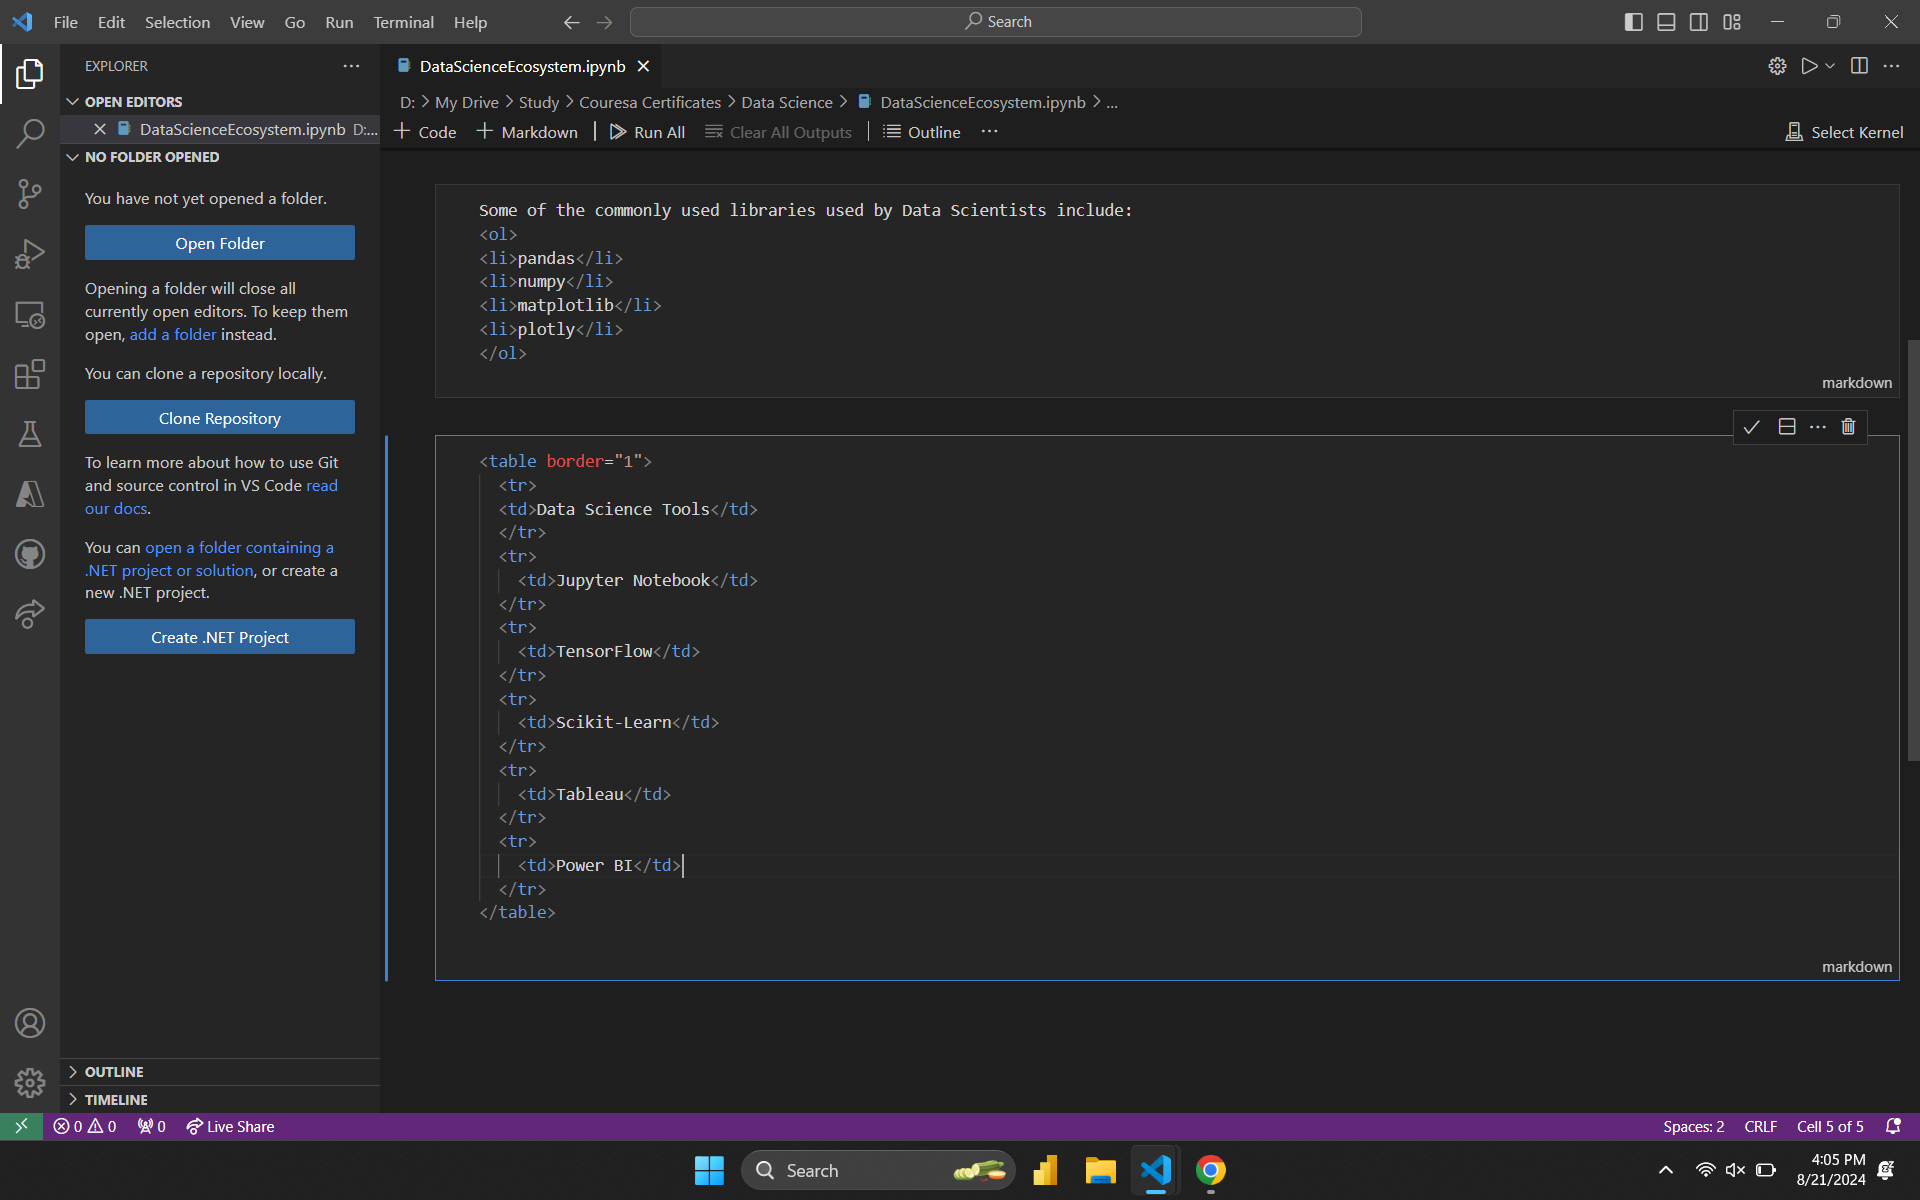 File Edit Selection View Go Run Terminal Help
Search
EXPLORER
OPEN EDITORS
DataScienceEcosystem.ipynb D:...
NO FOLDER OPENED
You have not yet opened a folder.
Open Folder
Opening a folder will close all
currently open editors. To keep them
open, add a folder instead.
You can clone a repository locally.
Clone Repository
To learn more about how to use Git
and source control in VS Code read
our docs.
You can open a folder containing a
.NET project or solution, or create a
new .NET project.
Create .NET Project
OUTLINE
TIMELINE
DataScienceEcosystem.ipynb
D: > My Drive > Study > Couresa Certificates > Data Science > DataScienceEcosystem.ipynb > ...
+ Code + Markdown | Run All Clear All Outputs | Outline ...
Select Kernel
Some of the commonly used libraries used by Data Scientists include:
<ol>
<li>pandas</li>
<li>numpy</li>
<li>matplotlib</li>
<li>plotly</li>
</ol>
markdown
<table border="1">
<tr>
<td>Data Science Tools</td>
</tr>
<tr>
<td>Jupyter Notebook</td>
</tr>
<tr>
<td>TensorFlow</td>
</tr>
<tr>
<td>Scikit-Learn</td>
</tr>
<tr>
<td>Tableau</td>
</tr>
<tr>
<td>Power BI</td>
</tr>
</table>
markdown
0 0 0 Live Share
Spaces: 2 CRLF Cell 5 of 5
Search
4:05 PM
8/21/2024